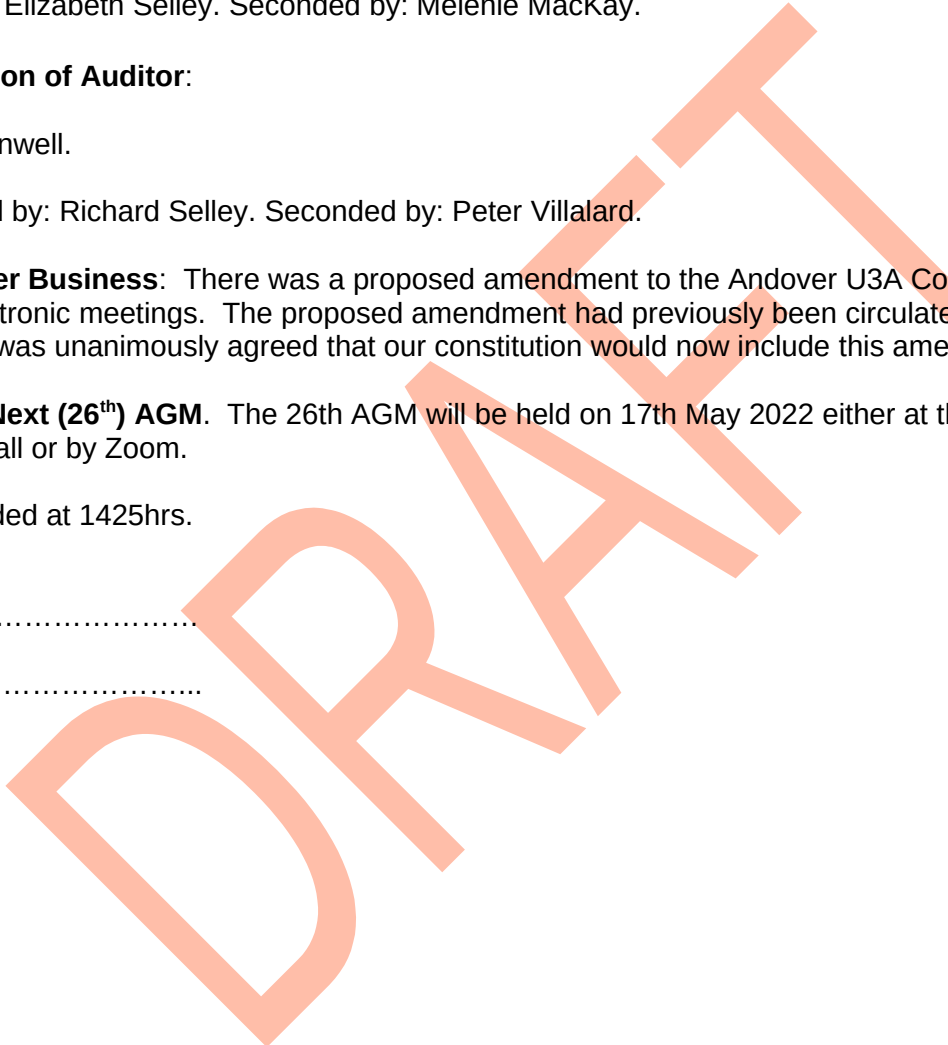 Elizabeth Selley. Seconded by: Melenie MacKay.
on of Auditor:
nwell.
d by: Richard Selley. Seconded by: Peter Villalard.
er Business:  There was a proposed amendment to the Andover U3A Co
tronic meetings.  The proposed amendment had previously been circulate
was unanimously agreed that our constitution would now include this ame
Next (26th) AGM.  The 26th AGM will be held on 17th May 2022 either at th
all or by Zoom.
ded at 1425hrs.
…………………
…………………...
DRAFT